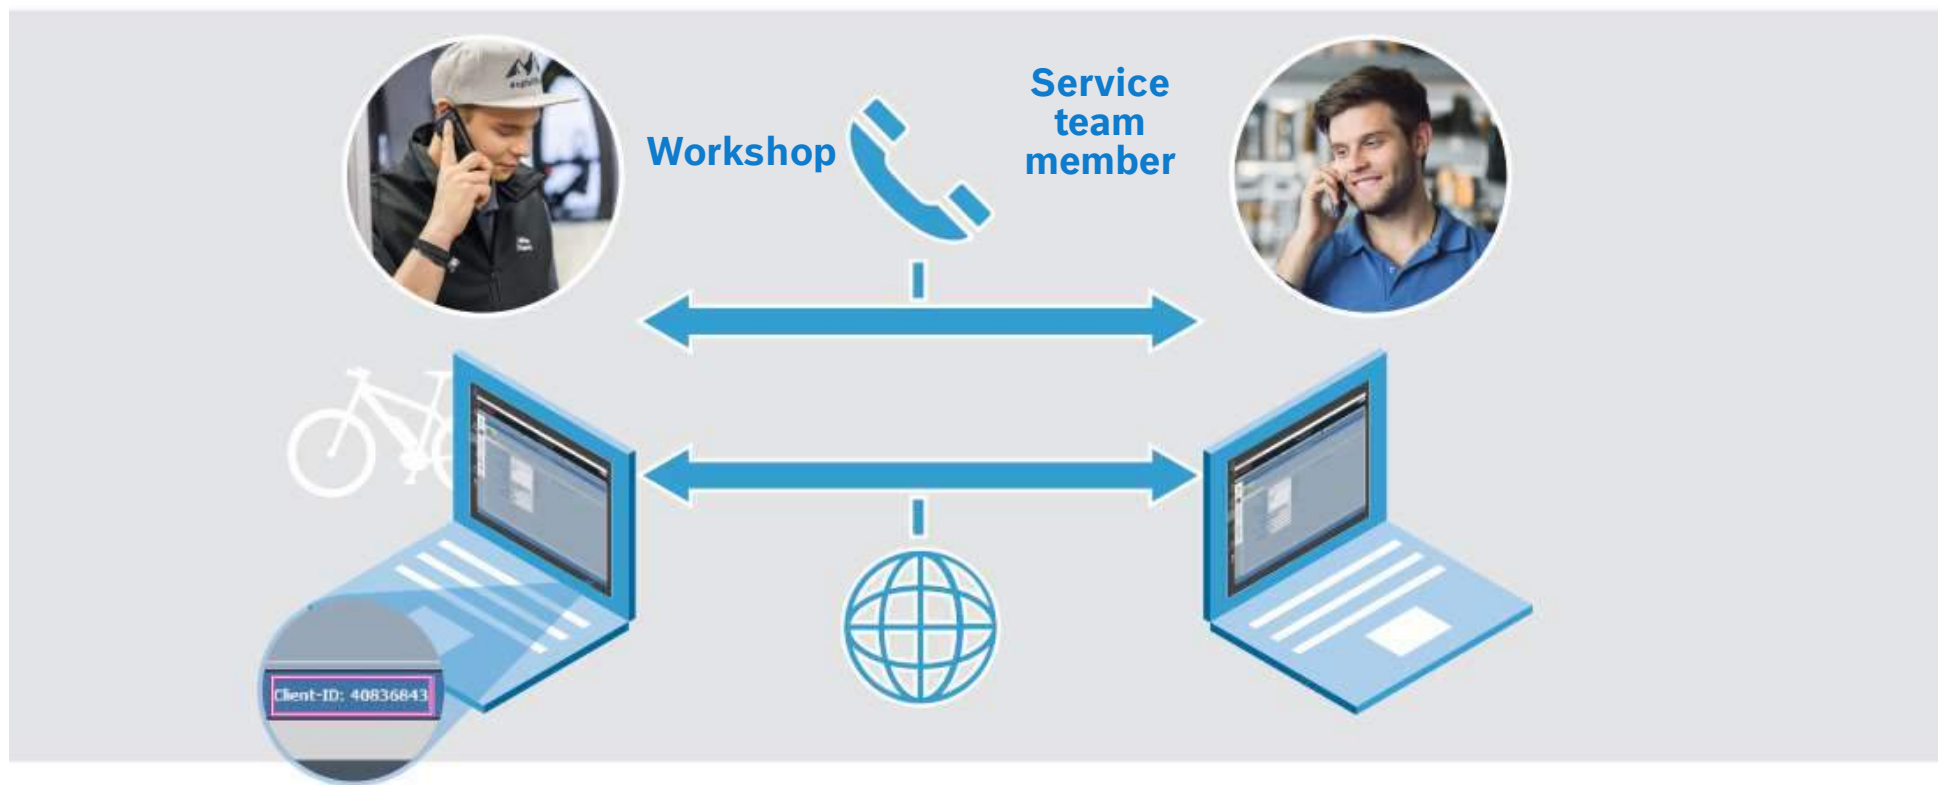 Workshop
Service
team
member
Client-ID: 40836843